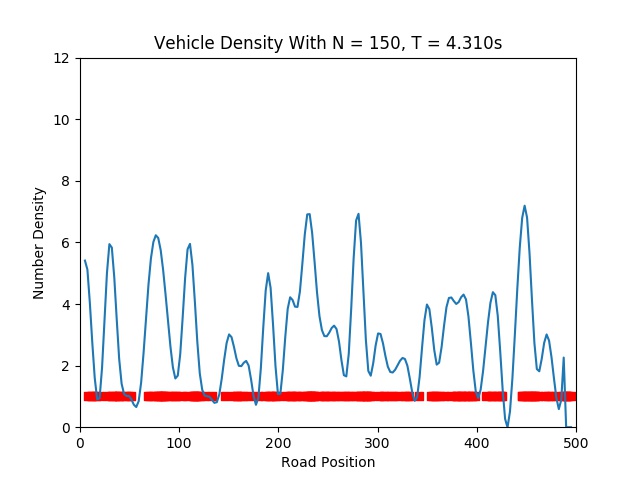 Vehicle Density With N = 150, T = 4.310s
12
10
8
6
4
2
0
Number Density
0 100 200 300 400 500
Road Position